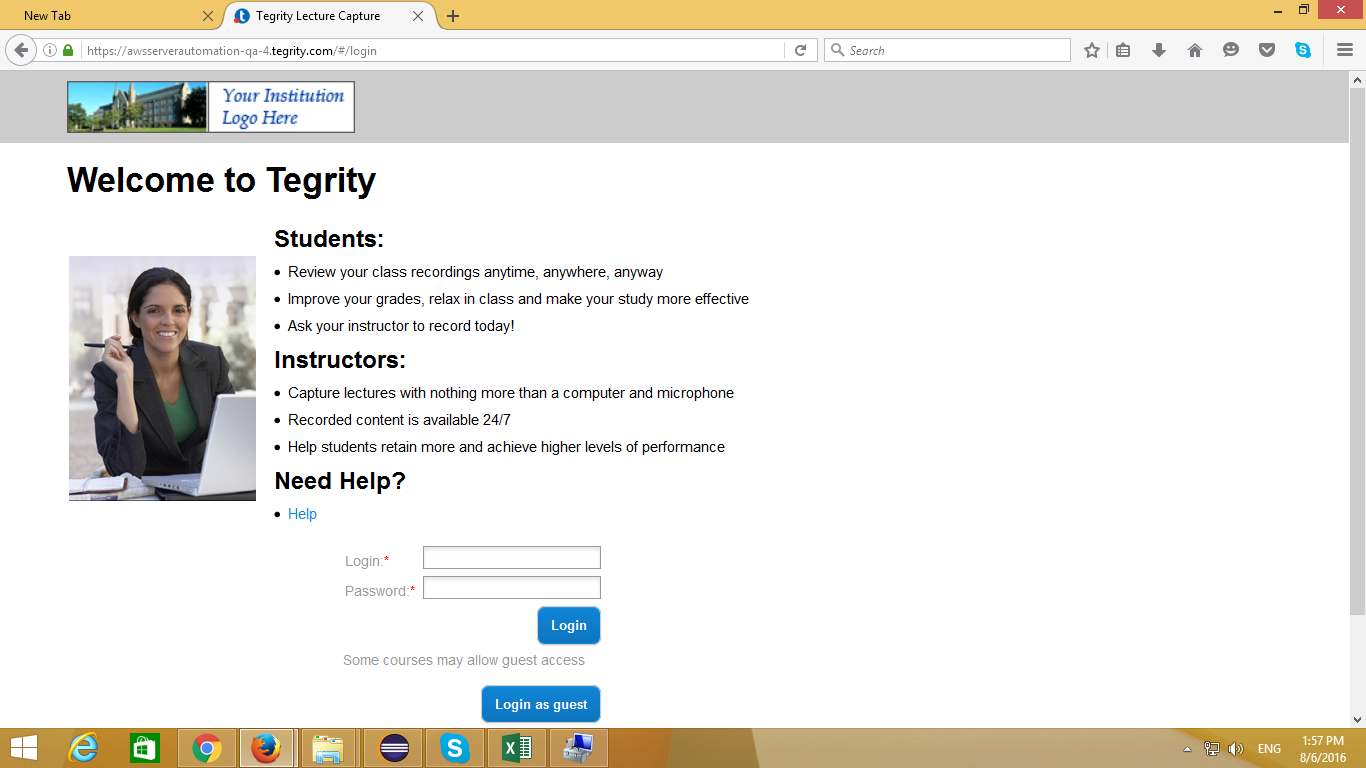 New Tab
Tegrity Lecture Capture
https://awsserverautomation-qa-4.tegrity.com/#/login
Search
Your Institution
Logo Here
Welcome to Tegrity
Students:
Review your class recordings anytime, anywhere, anyway
Improve your grades, relax in class and make your study more effective
Ask your instructor to record today!
Instructors:
Capture lectures with nothing more than a computer and microphone
Recorded content is available 24/7
Help students retain more and achieve higher levels of performance
Need Help?
Help
Login:*
Password:*
Login
Some courses may allow guest access
Login as guest
ENG
1:57 PM
8/6/2016